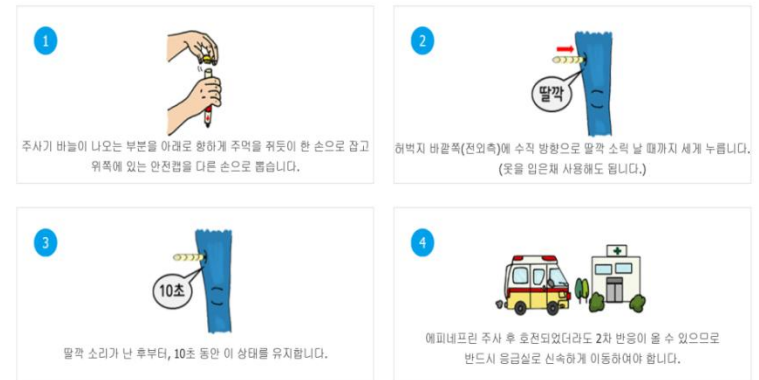 1
주사기 바늘이 나오는 부분을 아래로 향하게 주먹을 쥐듯이 한 손으로 잡고
위쪽에 있는 안전캡을 다른 손으로 뽑습니다.
2
딸깍
허벅지 바깥쪽(전외측)에 수직 방향으로 딸깍 소릭 날 때까지 세게 누릅니다.
(옷을 입은채 사용해도 됩니다.)
3
10초
딸깍 소리가 난 후부터, 10초 동안 이 상태를 유지합니다.
4
에피네프린 주사 후 호전되었더라도 2차 반응이 올 수 있으므로
반드시 응급실로 신속하게 이동하여야 합니다.